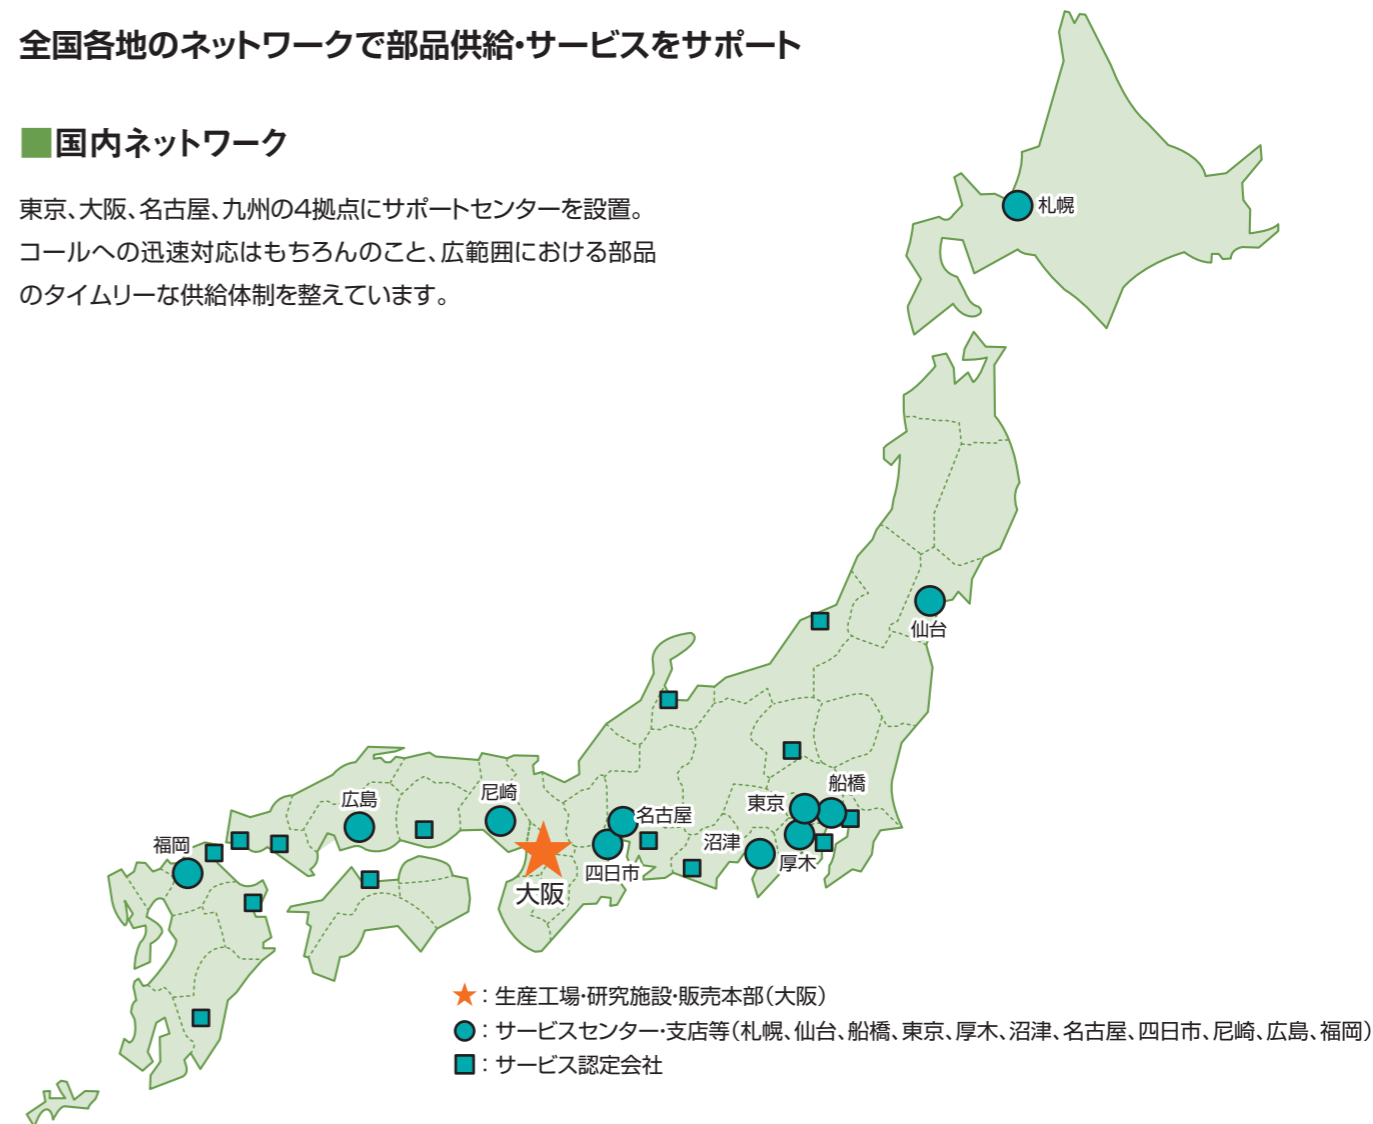 全国各地のネットワークで部品供給・サービスをサポート
■国内ネットワーク
東京、大阪、名古屋、九州の4拠点にサポートセンターを設置。
コールへの迅速対応はもちろんのこと、広範囲における部品
のタイムリーな供給体制を整えています。
札幌
仙台
船橋
東京
厚木
沼津
名古屋
四日市
尼崎
大阪
広島
福岡
★：生産工場・研究施設・販売本部（大阪）
●：サービスセンター・支店等（札幌、仙台、船橋、東京、厚木、沼津、名古屋、四日市、尼崎、広島、福岡）
■：サービス認定会社